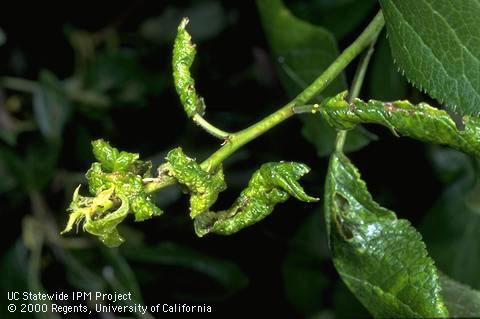 UC Statewide IPM Project
© 2000 Regents, University of California